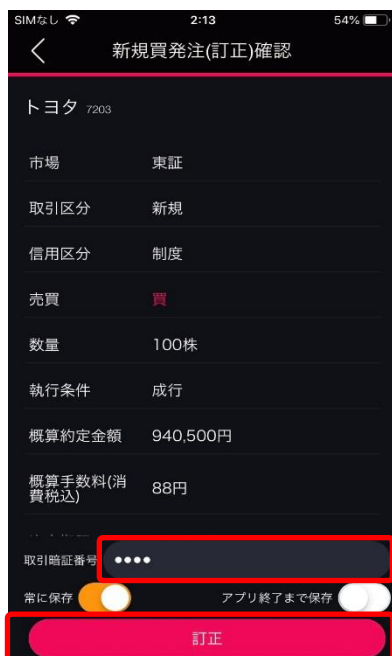 SIMなし 2:13 54%
新規買発注(訂正)確認
トヨタ 7203
市場 東証
取引区分 新規
信用区分 制度
売買 買
数量 100株
執行条件 成行
概算約定金額 940,500円
概算手数料(消
費税込) 88円
取引暗証番号 ••••
常に保存 アプリ終了まで保存
訂正